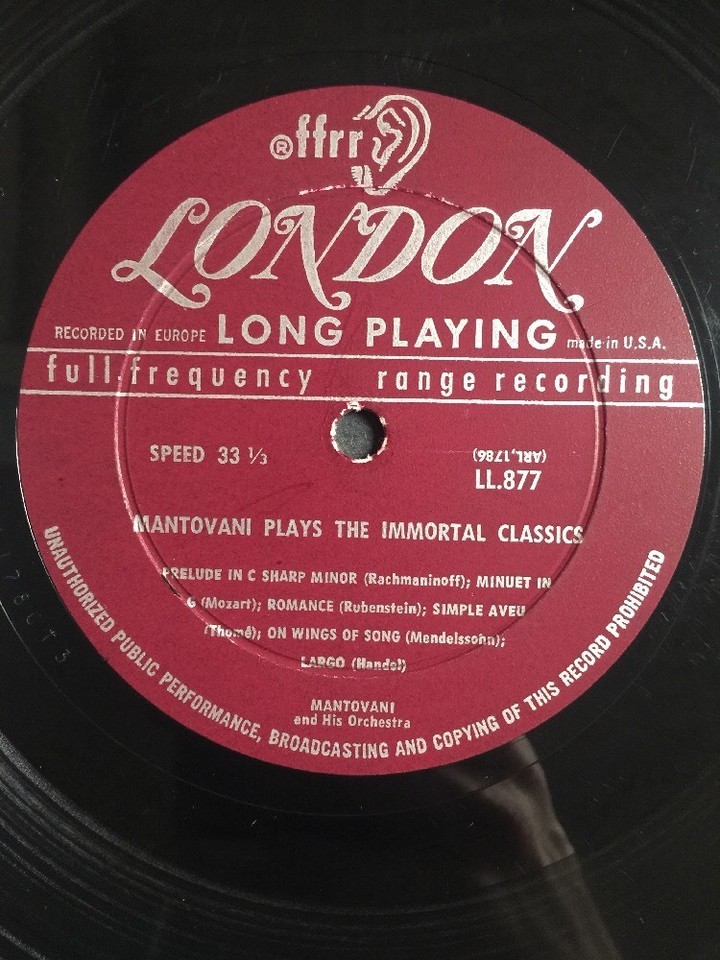 ®ffrr
LONDON
RECORDED IN EUROPE LONG PLAYING made in U.S.A.
full frequency range recording
SPEED 33 1/3
(ARL,1786)
LL.877
MANTOVANI PLAYS THE IMMORTAL CLASSICS
PRELUDE IN C SHARP MINOR (Rachmaninoff); MINUET IN
G (Mozart); ROMANCE (Rubenstein); SIMPLE AVEU
(Thomé); ON WINGS OF SONG (Mendelssohn);
LARGO (Handel)
MANTOVANI
and His Orchestra
UNAUTHORIZED PUBLIC PERFORMANCE, BROADCASTING AND COPYING OF THIS RECORD PROHIBITED